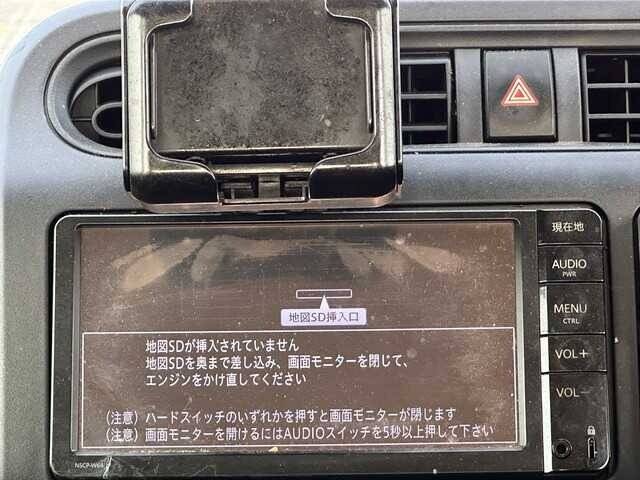 現在地
AUDIO
PWR
MENU
CTRL
VOL+
VOL−
地図SD挿入口
地図SDが挿入されていません
地図SDを奥まで差し込み、画面モニターを閉じて、
エンジンをかけ直してください
（注意）ハードスイッチのいずれかを押すと画面モニターが閉じます
（注意）画面モニターを開けるにはAUDIOスイッチを5秒以上押して下さい